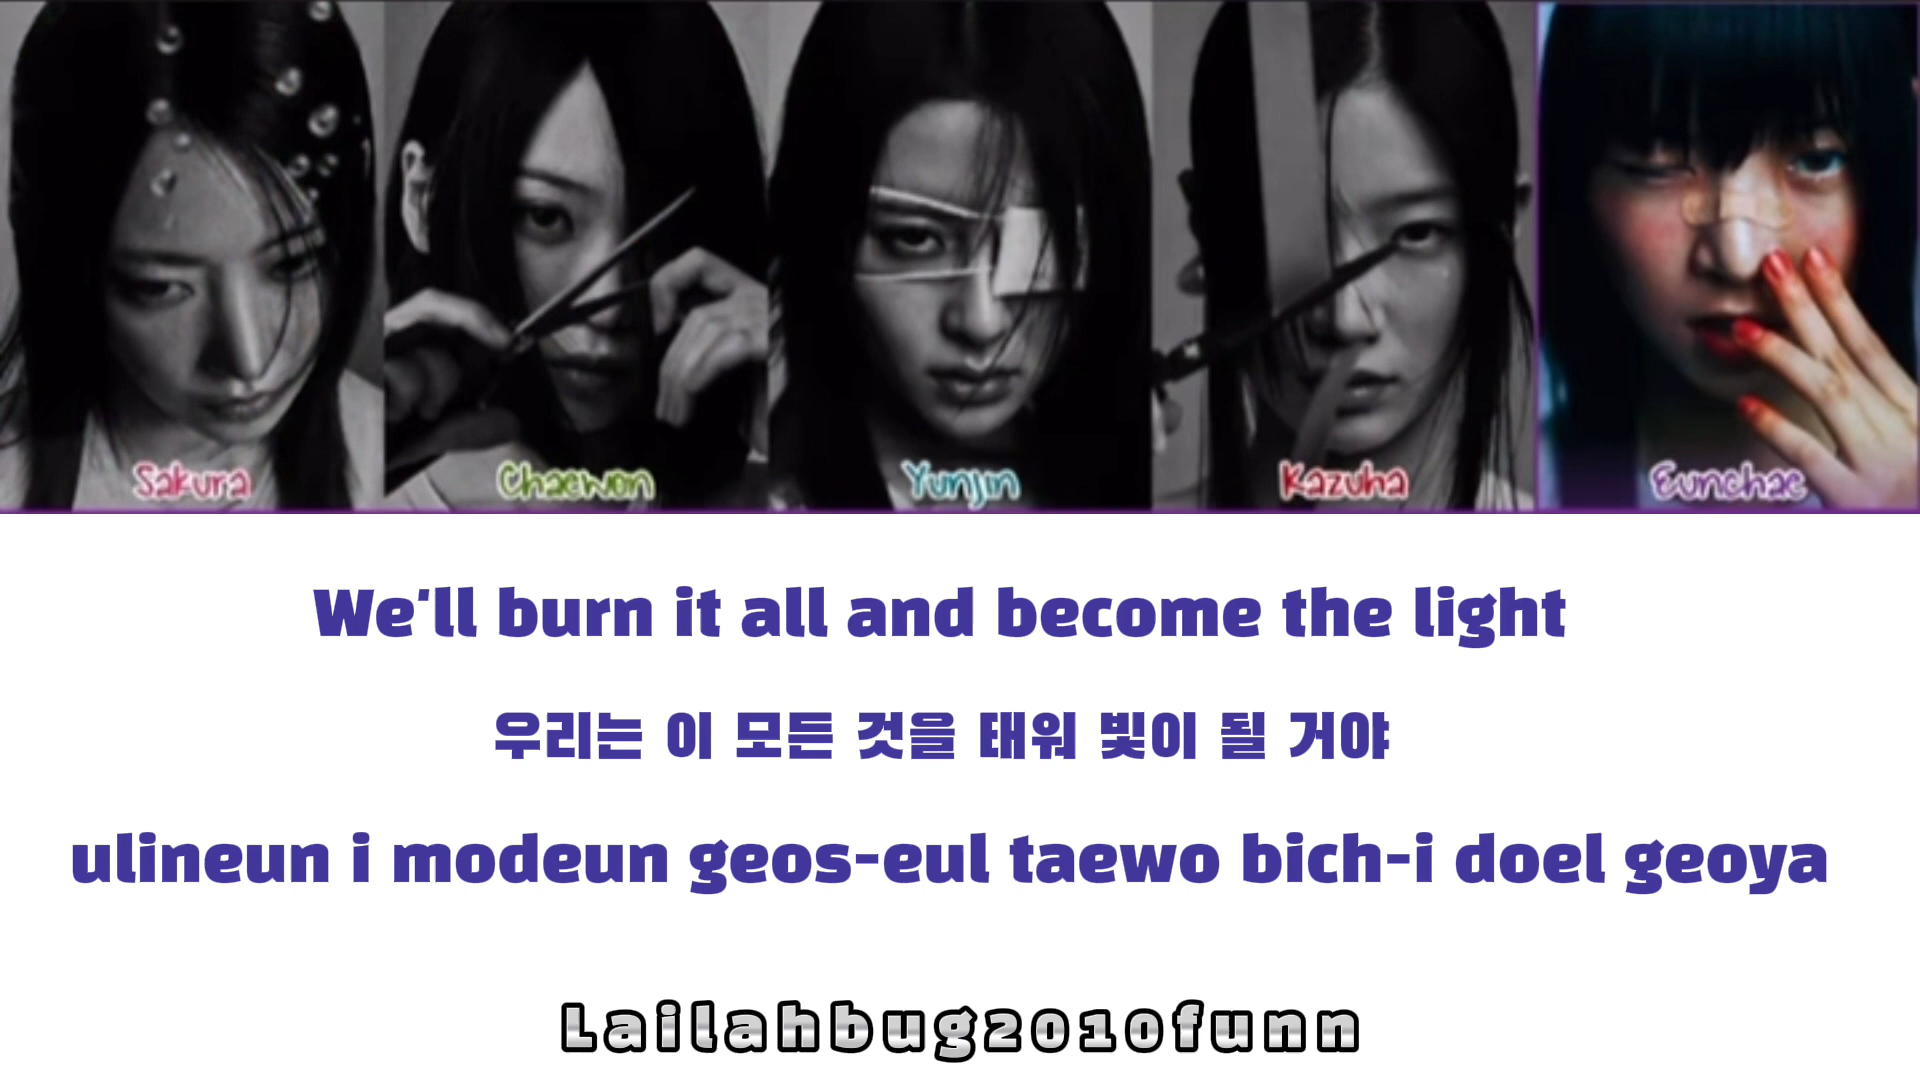 Sakura Chaewon Yunjin Kazuha Eunchae
We'll burn it all and become the light
우리는 이 모든 것을 태워 빛이 될 거야
ulineun i modeun geos-eul taewo bich-i doel geoya
Lailahbug2010funn